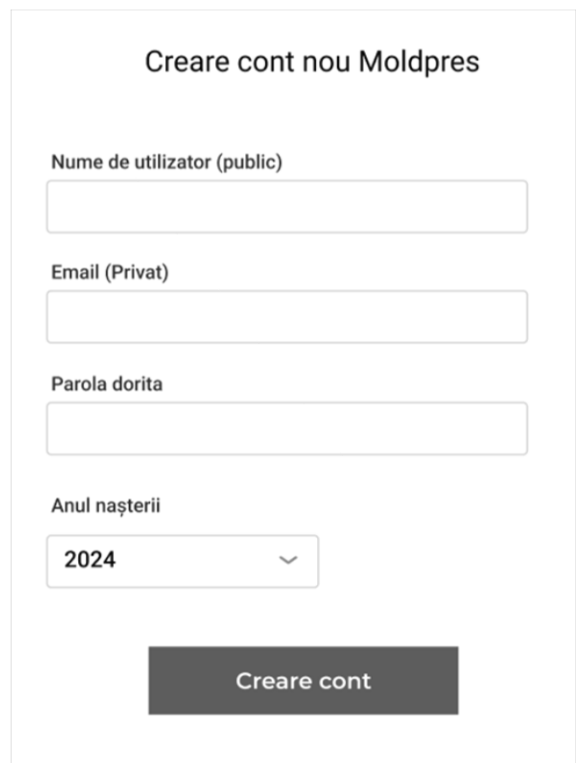 Creare cont nou Moldpres
Nume de utilizator (public)
Email (Privat)
Parola dorita
Anul nașterii
2024
Creare cont